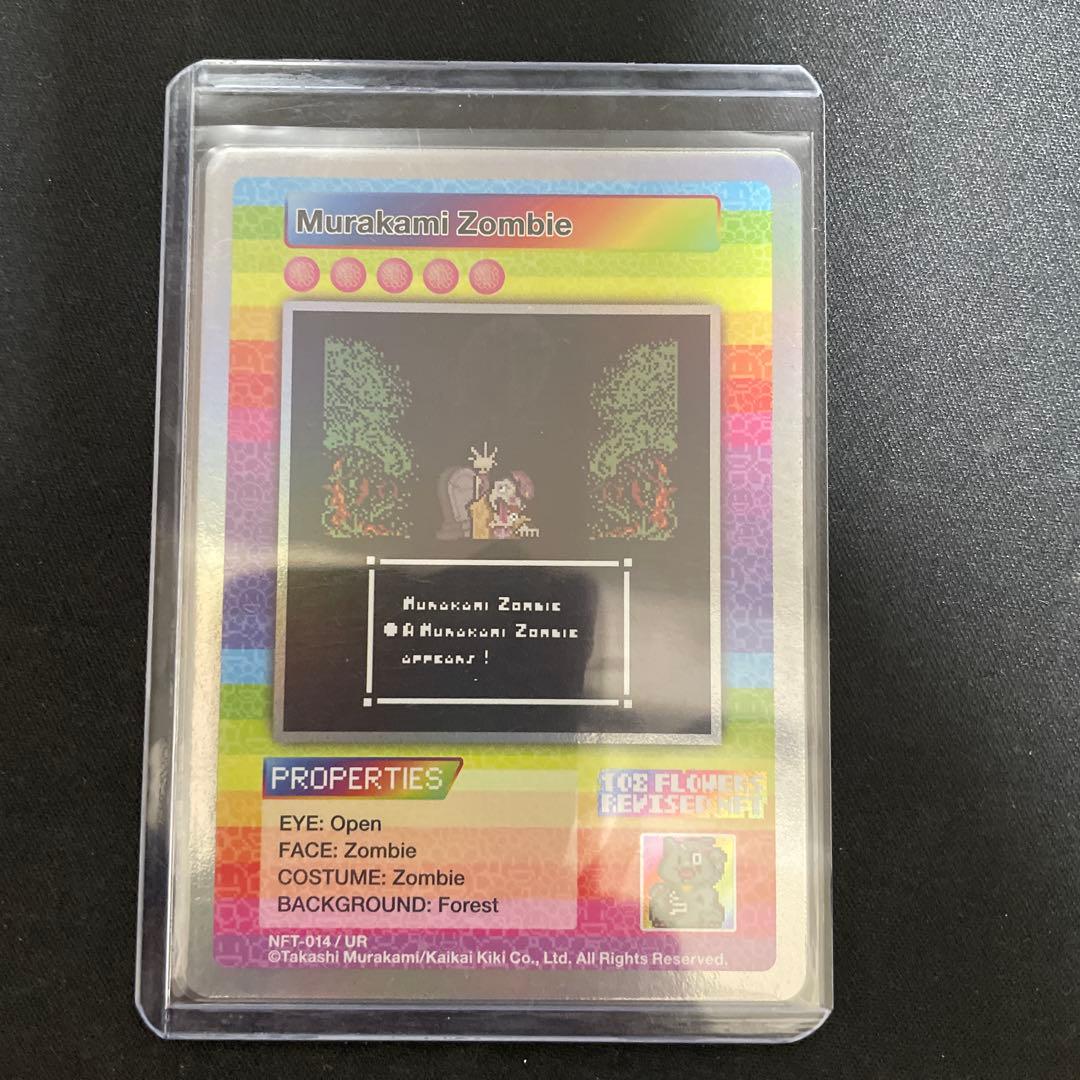 Murakami Zombie
Murakami Zombie
A Murakami Zombie
appears!
PROPERTIES
108 FLOWERS
REVISED NFT
EYE: Open
FACE: Zombie
COSTUME: Zombie
BACKGROUND: Forest
NFT-014 / UR
©Takashi Murakami/Kaikai Kiki Co., Ltd. All Rights Reserved.